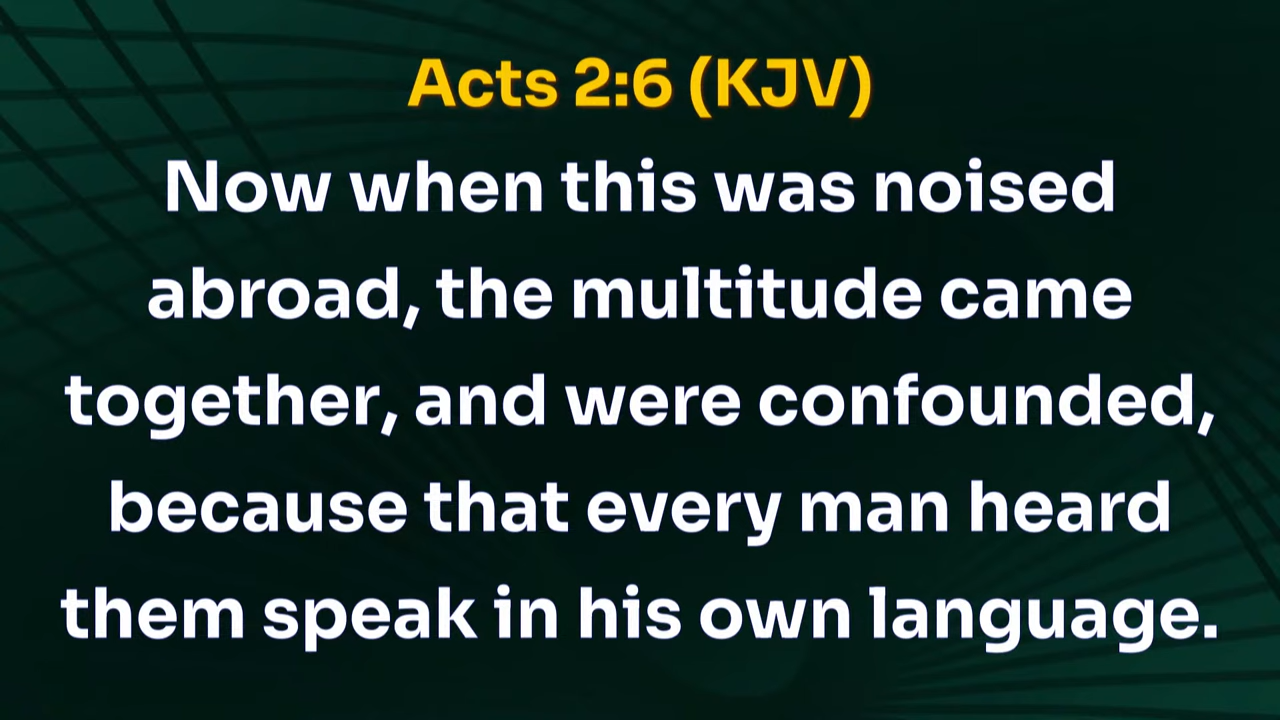 Acts 2:6 (KJV)
Now when this was noised
abroad, the multitude came
together, and were confounded,
because that every man heard
them speak in his own language.